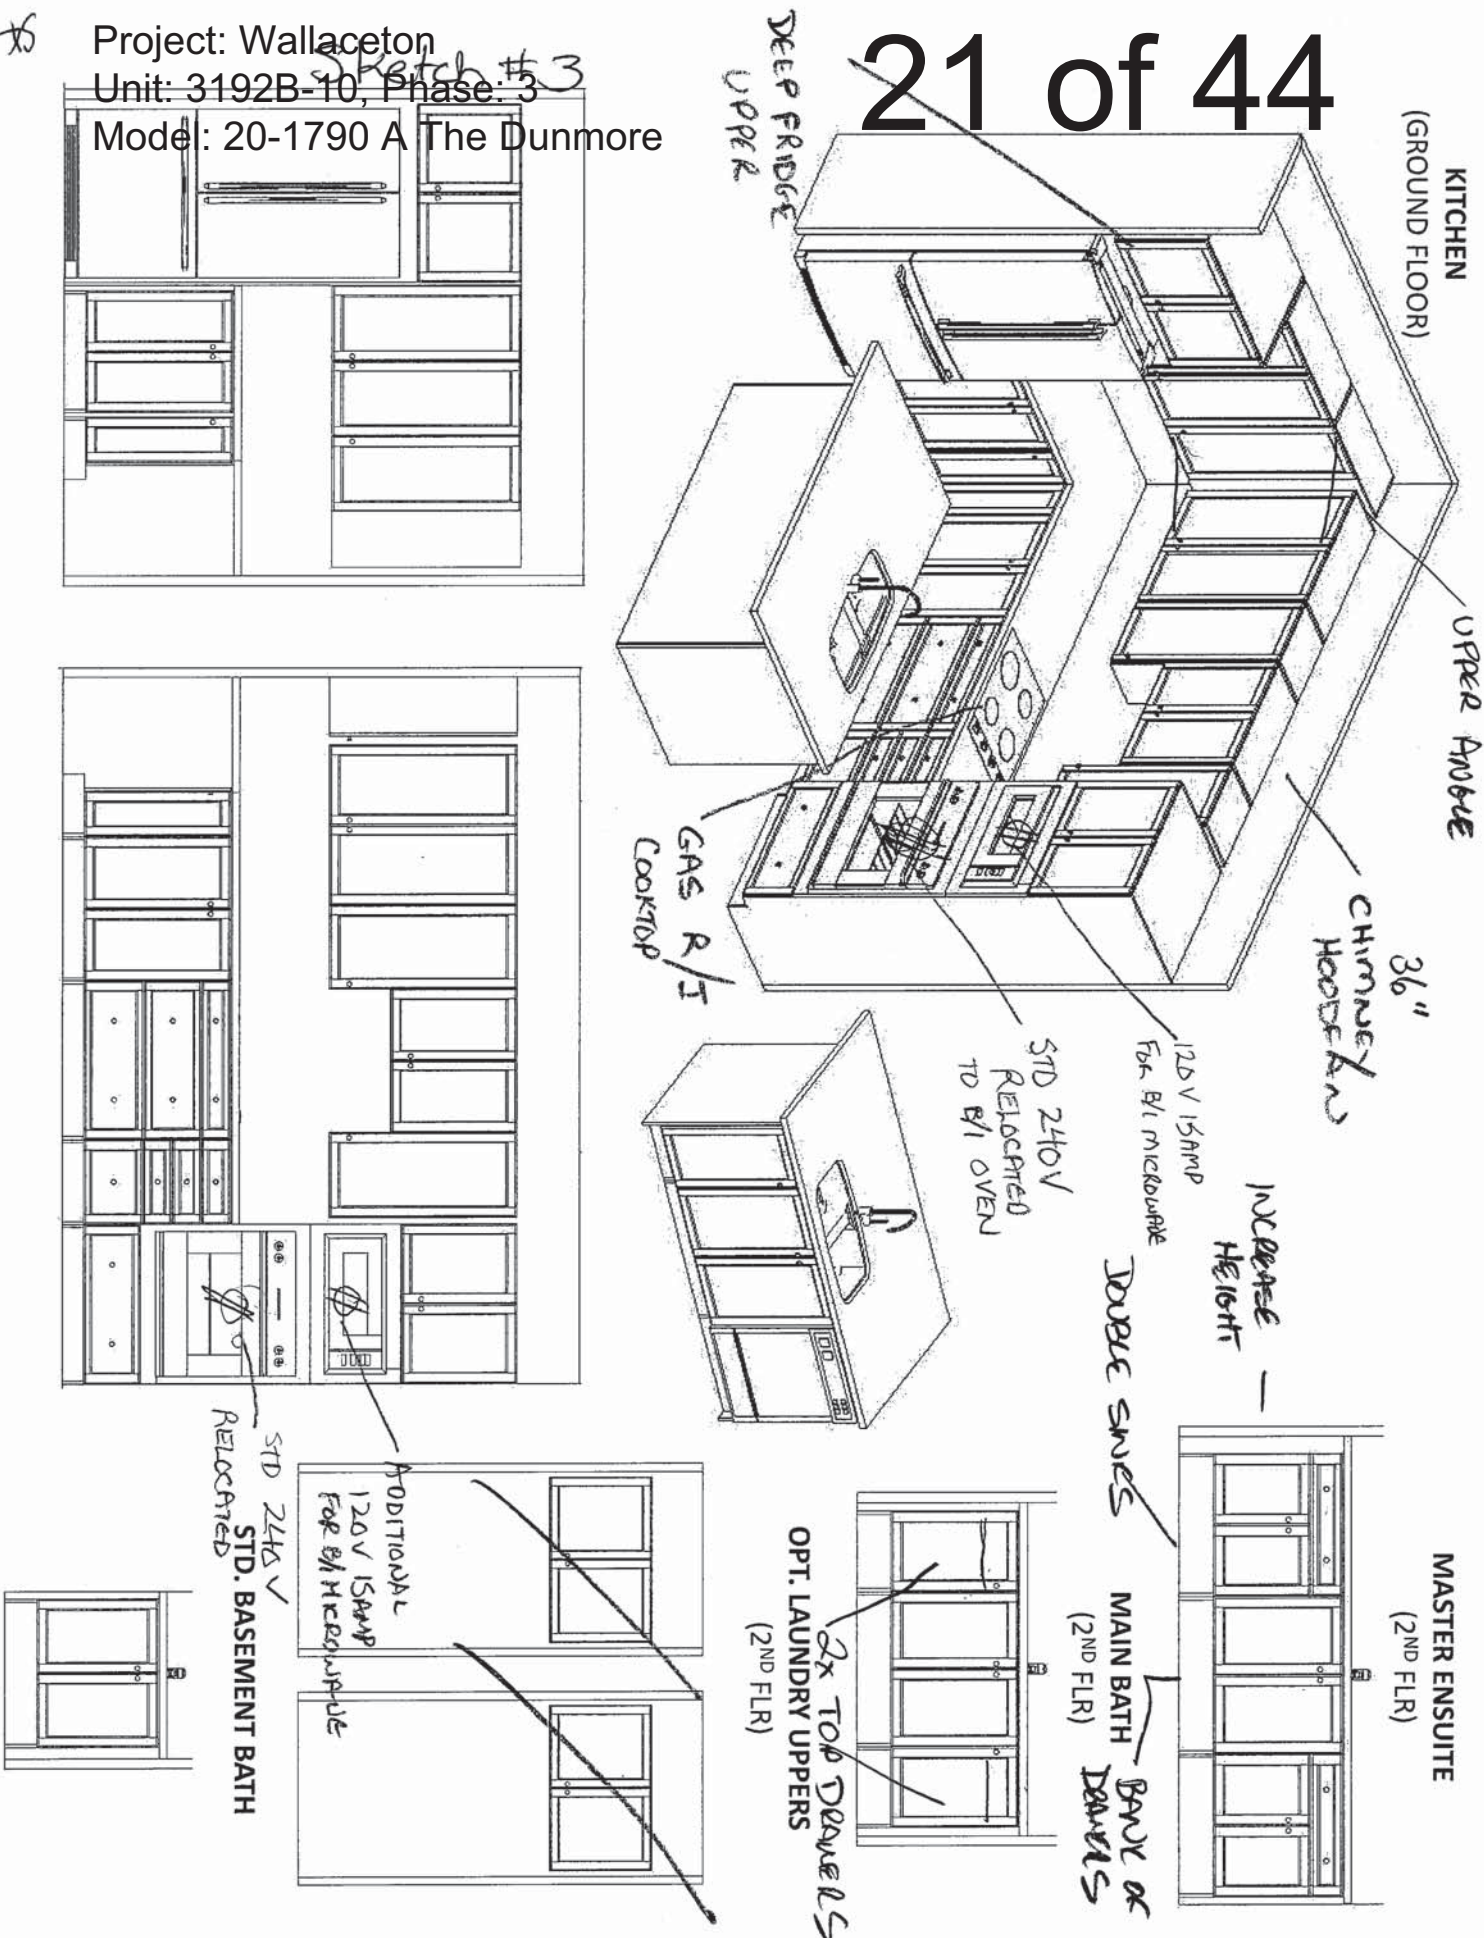 Project: Wallaceton
Unit: 3192B-10, Phase: 3
Model: 20-1790 A The Dunmore
Sketch #3
21 of 44
KITCHEN
(GROUND FLOOR)
DEEP FRIDGE
UPPER
UPPER ANGLE
36"
CHIMNEY
HOODFAN
GAS R/I
COOKTOP
120V 15AMP
FOR B/I MICROWAVE
STD 240V
RELOCATED
TO B/I OVEN
MASTER ENSUITE
(2ND FLR)
INCREASE
HEIGHT
DOUBLE SINKS
BANK OF
DRAWERS
MAIN BATH
(2ND FLR)
2x TOP DRAWERS
OPT. LAUNDRY UPPERS
(2ND FLR)
ADDITIONAL
120V 15AMP
FOR B/I MICROWAVE
STD 240V
RELOCATED
STD. BASEMENT BATH